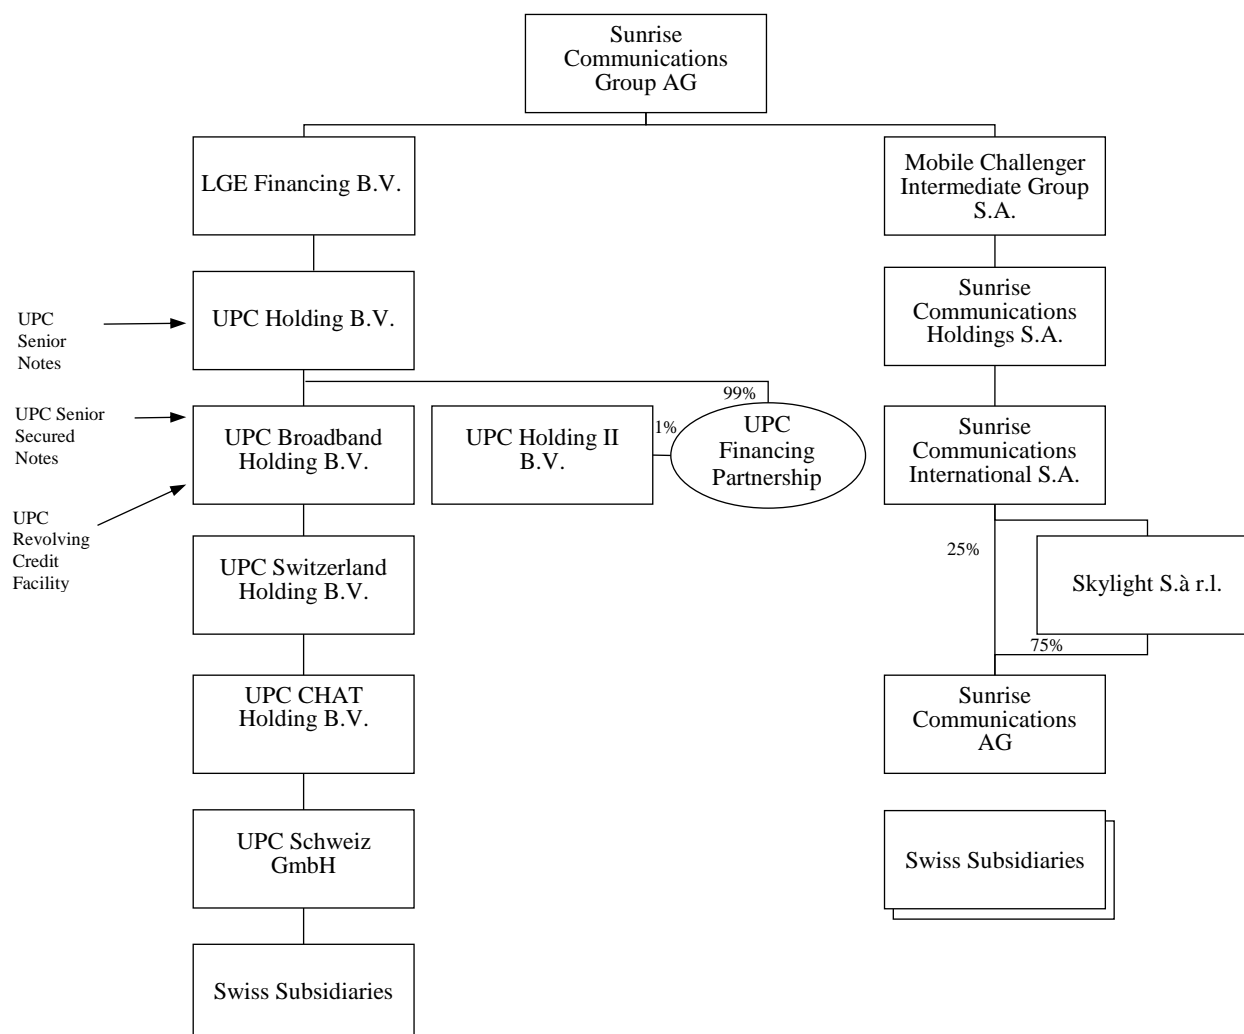 Sunrise
Communications
Group AG
LGE Financing B.V.
Mobile Challenger
Intermediate Group
S.A.
UPC
Senior
Notes
UPC Holding B.V.
Sunrise
Communications
Holdings S.A.
99%
UPC Senior
Secured
Notes
UPC Broadband
Holding B.V.
UPC Holding II
B.V.
1%
UPC
Financing
Partnership
Sunrise
Communications
International S.A.
UPC
Revolving
Credit
Facility
UPC Switzerland
Holding B.V.
25%
Skylight S.à r.l.
75%
UPC CHAT
Holding B.V.
Sunrise
Communications
AG
UPC Schweiz
GmbH
Swiss Subsidiaries
Swiss Subsidiaries